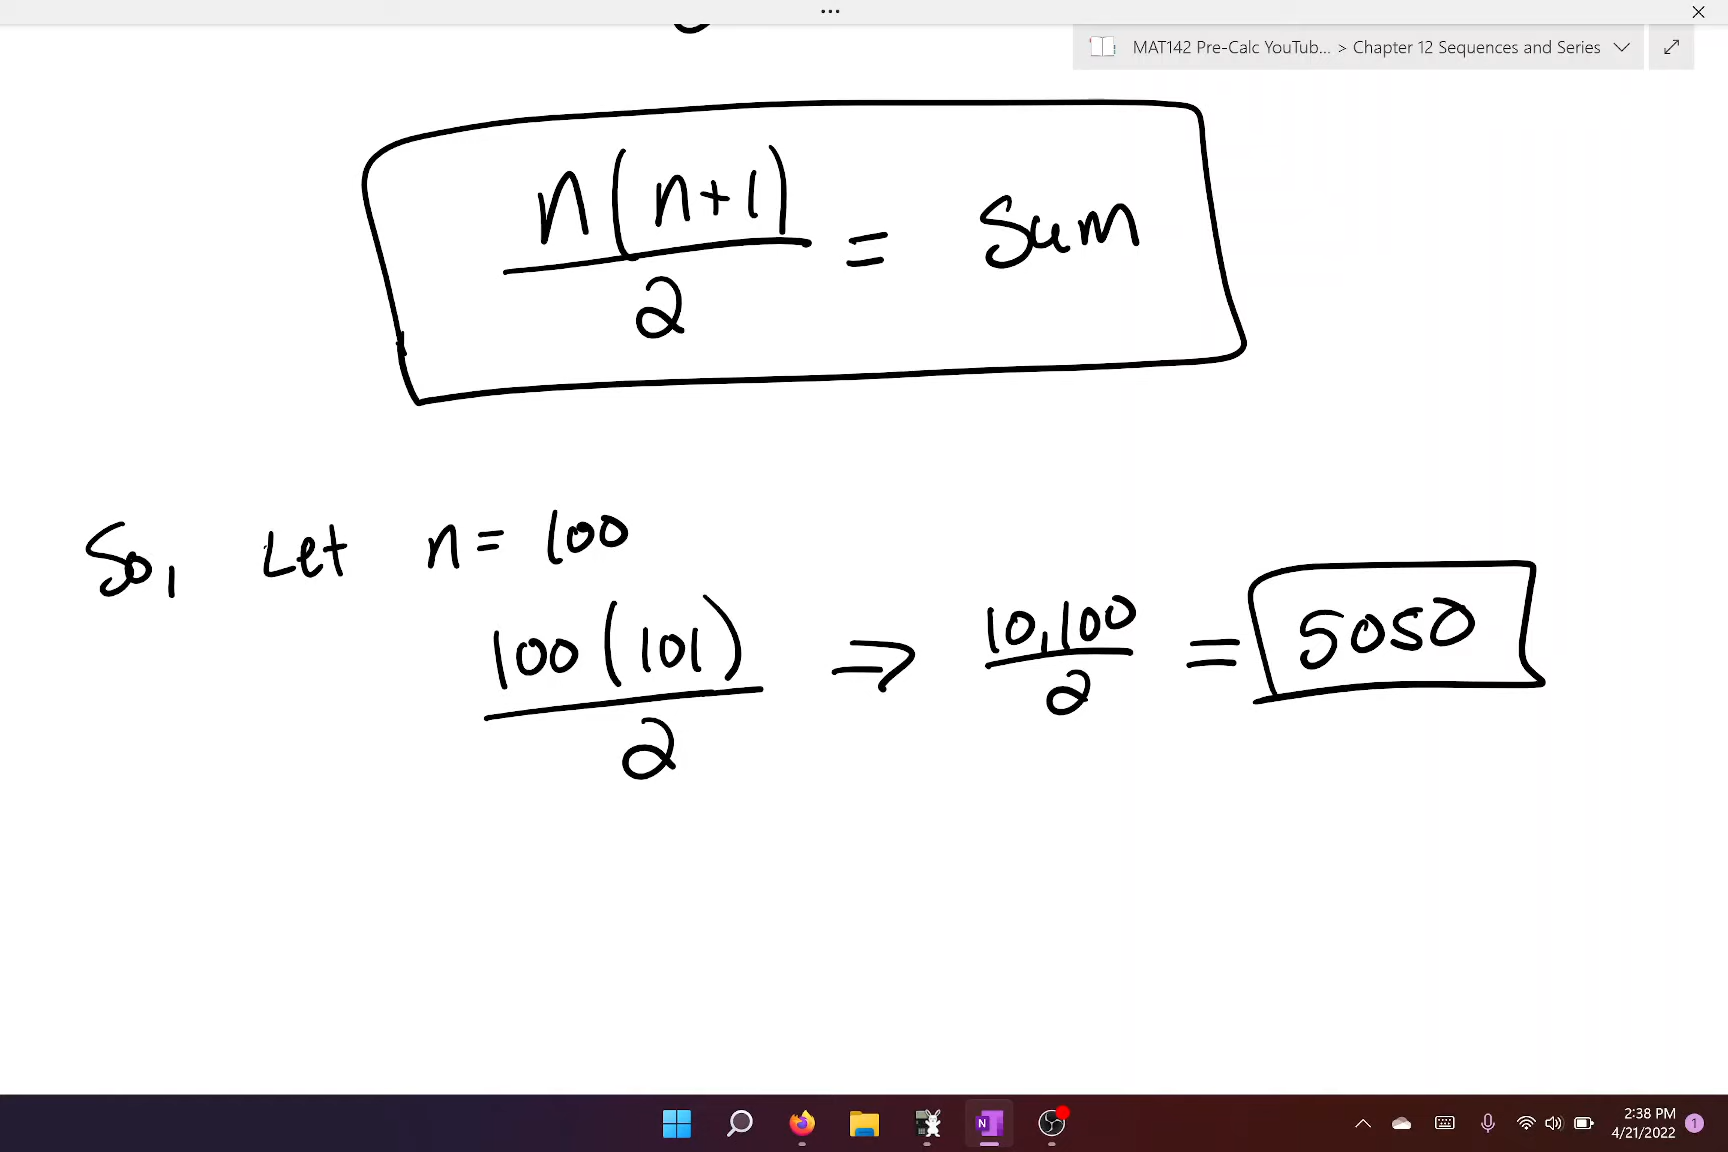 MAT142 Pre-Calc YouTub... > Chapter 12 Sequences and Series
n(n+1)/2 = Sum
So, Let n = 100
100(101)/2 ⇒ 10,100/2 = 5050
2:38 PM
4/21/2022
1